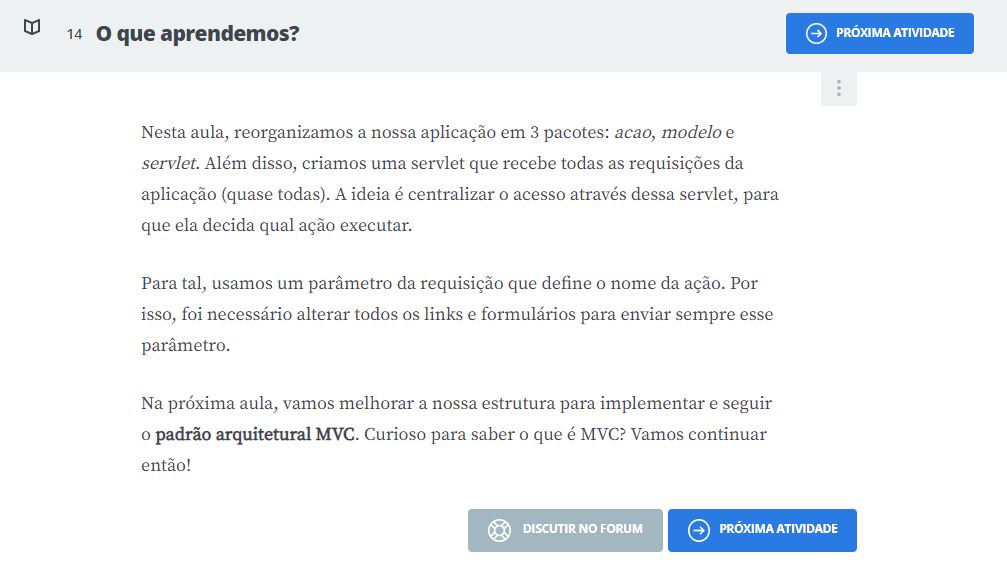 14 O que aprendemos?
PRÓXIMA ATIVIDADE
Nesta aula, reorganizamos a nossa aplicação em 3 pacotes: acao, modelo e
servlet. Além disso, criamos uma servlet que recebe todas as requisições da
aplicação (quase todas). A ideia é centralizar o acesso através dessa servlet, para
que ela decida qual ação executar.
Para tal, usamos um parâmetro da requisição que define o nome da ação. Por
isso, foi necessário alterar todos os links e formulários para enviar sempre esse
parâmetro.
Na próxima aula, vamos melhorar a nossa estrutura para implementar e seguir
o padrão arquitetural MVC. Curioso para saber o que é MVC? Vamos continuar
então!
DISCUTIR NO FORUM
PRÓXIMA ATIVIDADE